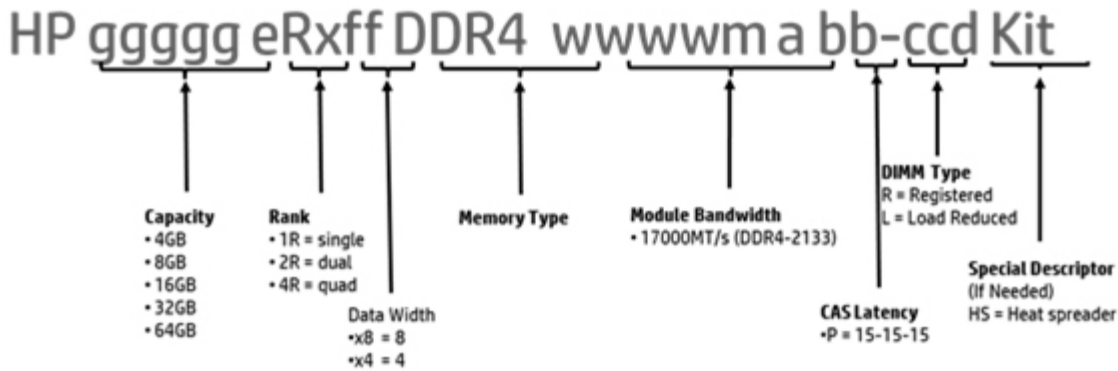 HP ggggg eRxff DDR4 wwwwm a bb-ccd Kit
Capacity
• 4GB
• 8GB
• 16GB
• 32GB
• 64GB
Rank
• 1R = single
• 2R = dual
• 4R = quad
Data Width
•x8 = 8
•x4 = 4
Memory Type
Module Bandwidth
• 17000MT/s (DDR4-2133)
CAS Latency
•P = 15-15-15
DIMM Type
R = Registered
L = Load Reduced
Special Descriptor
(If Needed)
HS = Heat spreader